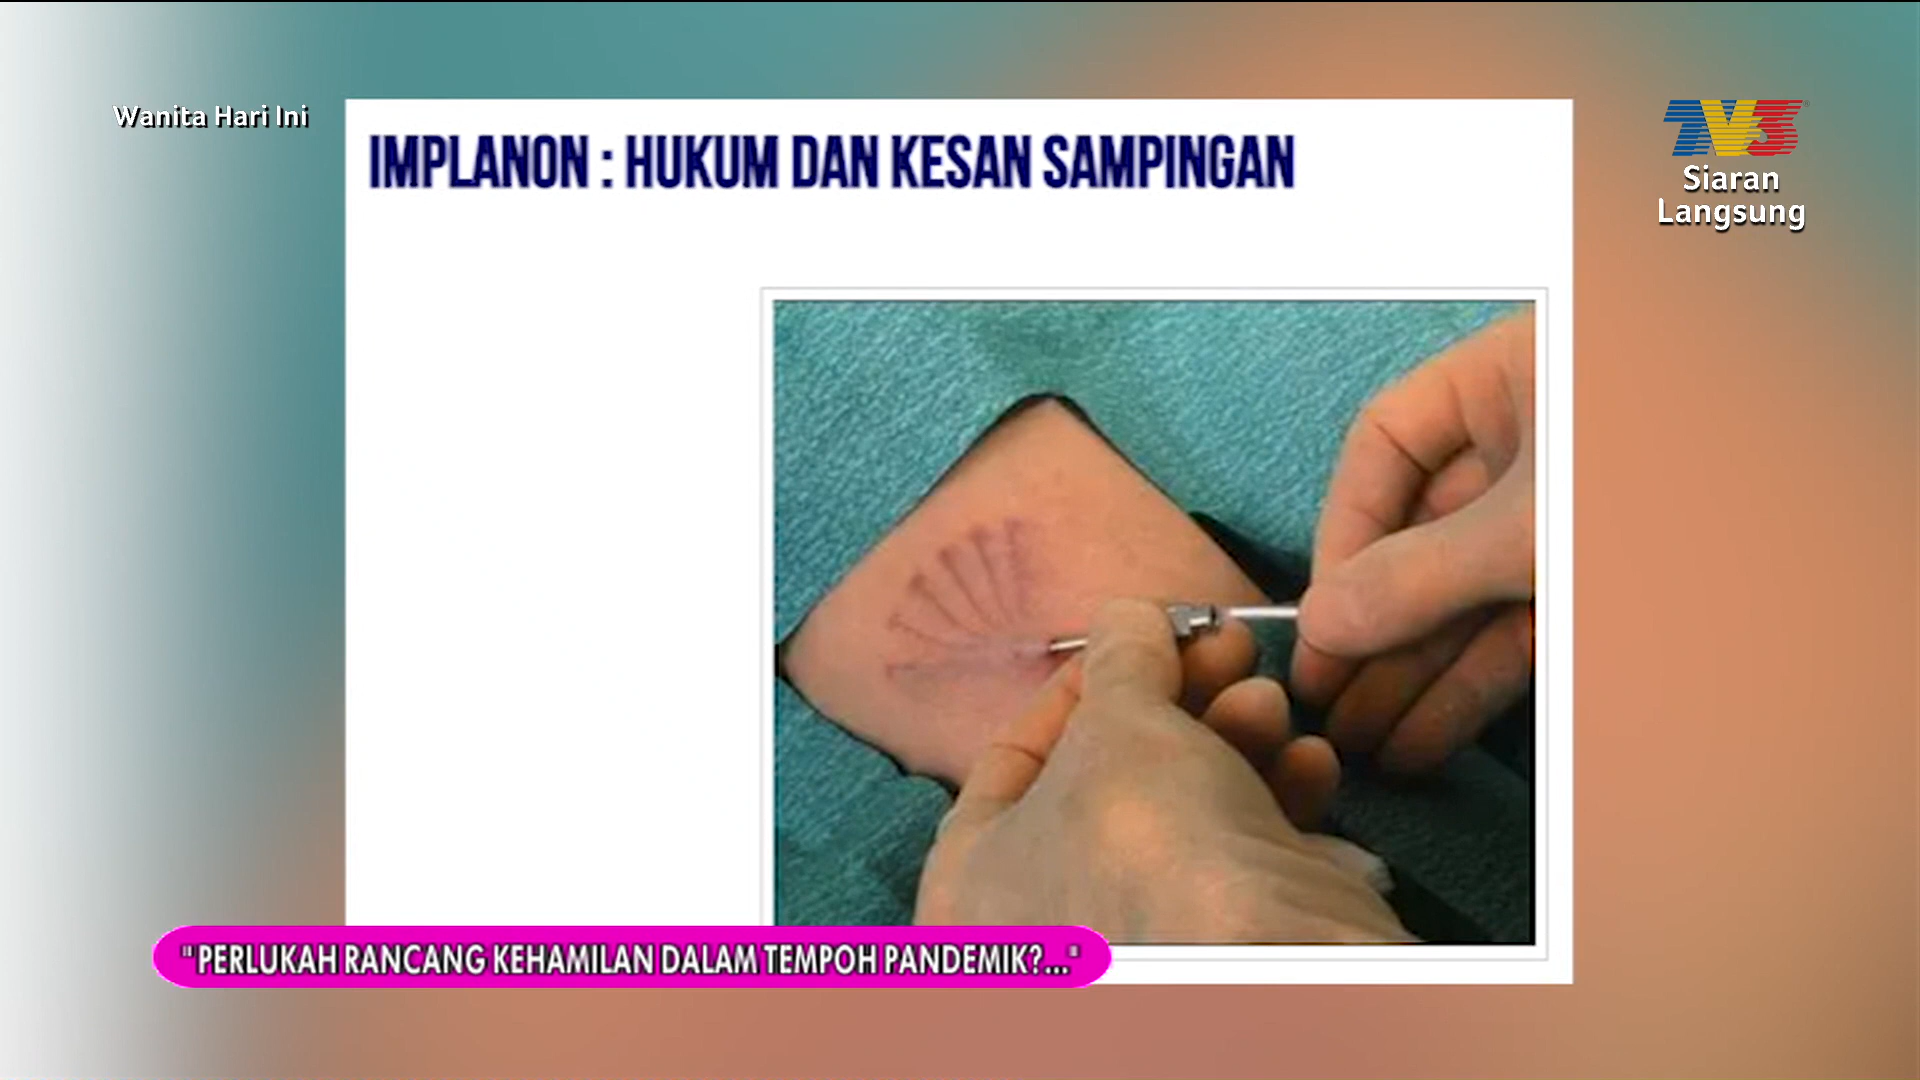 Wanita Hari Ini
IMPLANON : HUKUM DAN KESAN SAMPINGAN
TV3
Siaran
Langsung
"PERLUKAH RANCANG KEHAMILAN DALAM TEMPOH PANDEMIK?..."